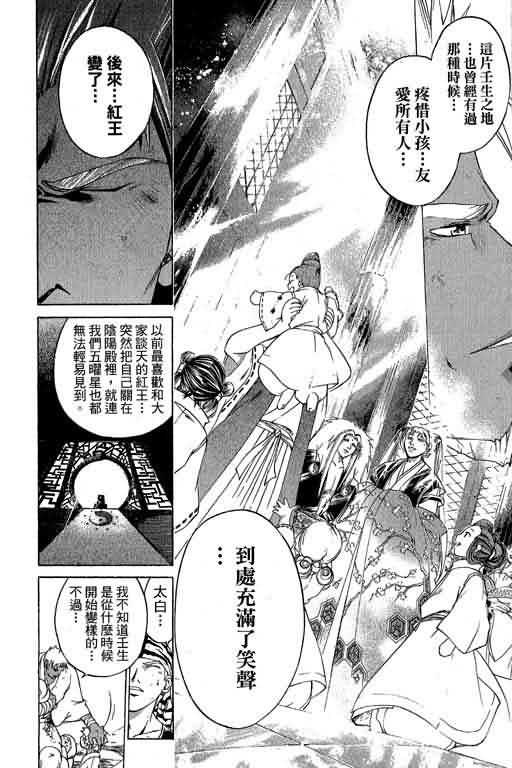 這片壬生之地
…也曾經有過
那種時候…
疼惜小孩…友
愛所有人…
到處充滿了笑聲
…
後來…紅王
變了…
以前最喜歡和大
家談天的紅王…
突然把自己關在
陰陽殿裡，就連
我們五曜星也都
無法輕易見到。
太白…
我不知道壬生
是從什麼時候
開始變樣的…
不過…